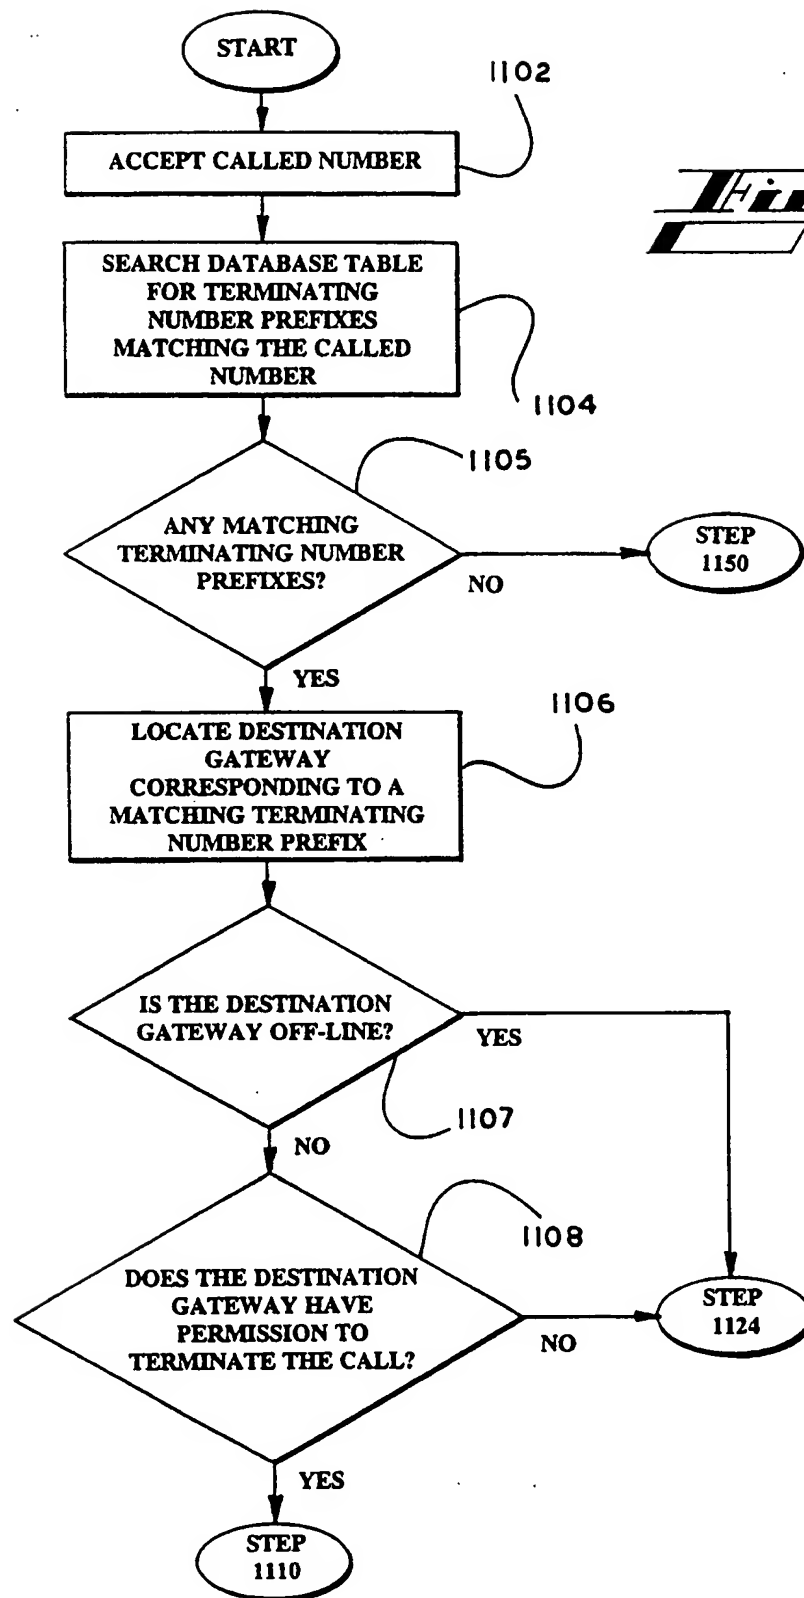 START
1102
ACCEPT CALLED NUMBER
SEARCH DATABASE TABLE
FOR TERMINATING
NUMBER PREFIXES
MATCHING THE CALLED
NUMBER
1104
1105
ANY MATCHING
TERMINATING NUMBER
PREFIXES?
NO
STEP
1150
YES
1106
LOCATE DESTINATION
GATEWAY
CORRESPONDING TO A
MATCHING TERMINATING
NUMBER PREFIX
IS THE DESTINATION
GATEWAY OFF-LINE?
YES
1107
NO
1108
DOES THE DESTINATION
GATEWAY HAVE
PERMISSION TO
TERMINATE THE CALL?
NO
STEP
1124
YES
STEP
1110